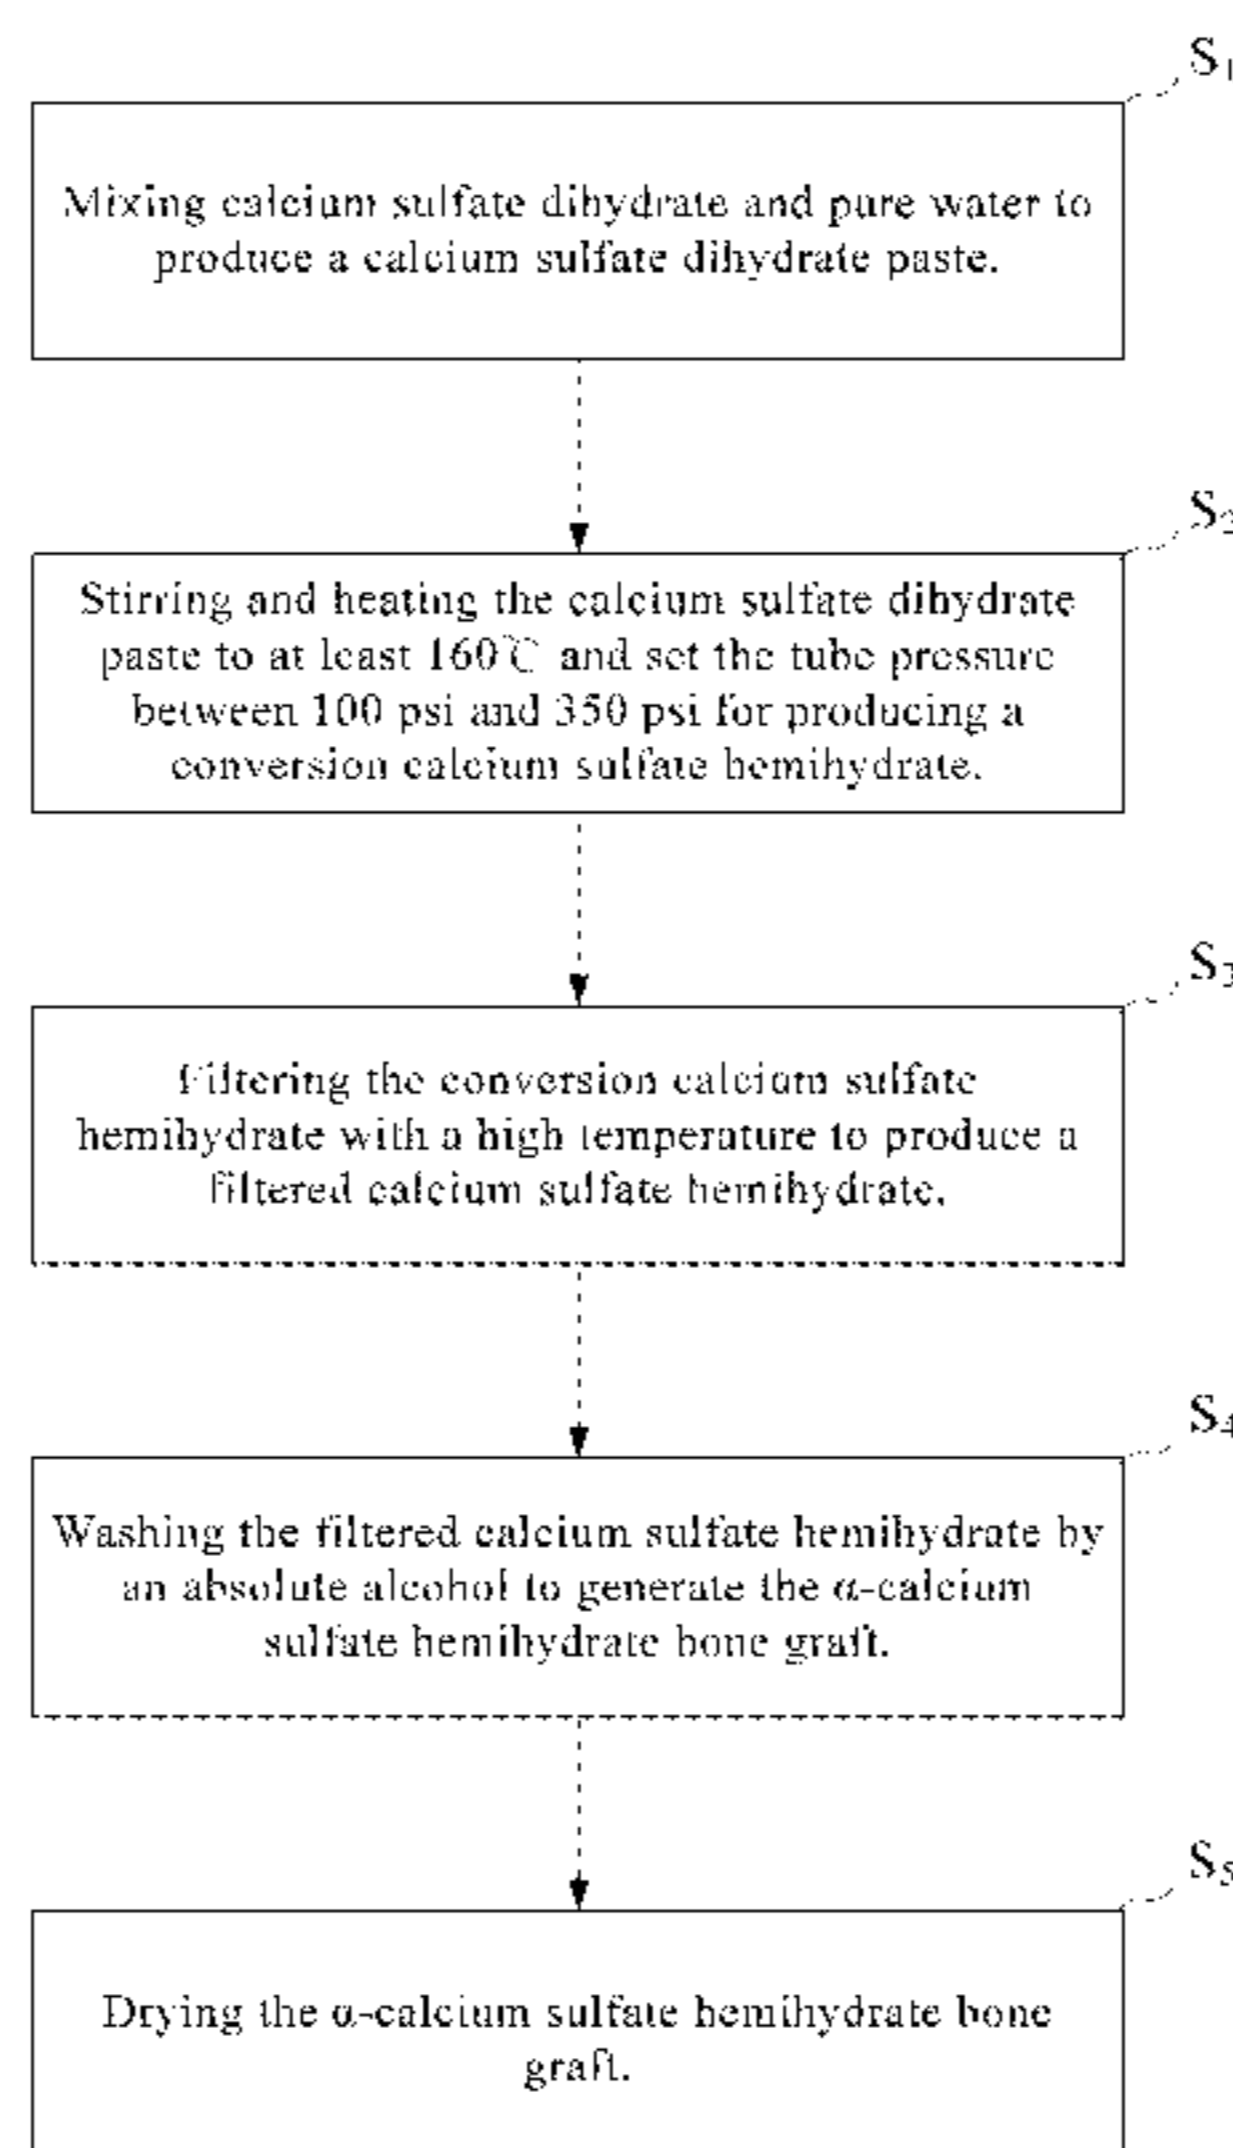 S1
Mixing calcium sulfate dihydrate and pure water to
produce a calcium sulfate dihydrate paste.
S2
Stirring and heating the calcium sulfate dihydrate
paste to at least 160℃ and set the tube pressure
between 100 psi and 350 psi for producing a
conversion calcium sulfate hemihydrate.
S3
Filtering the conversion calcium sulfate
hemihydrate with a high temperature to produce a
filtered calcium sulfate hemihydrate.
S4
Washing the filtered calcium sulfate hemihydrate by
an absolute alcohol to generate the α-calcium
sulfate hemihydrate bone graft.
S5
Drying the α-calcium sulfate hemihydrate bone
graft.